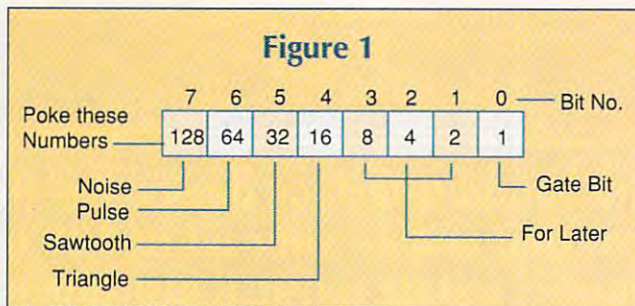 Figure 1
7 6 5 4 3 2 1 0 Bit No.
Poke these
Numbers
128 64 32 16 8 4 2 1
Noise
Gate Bit
Pulse
Sawtooth
For Later
Triangle